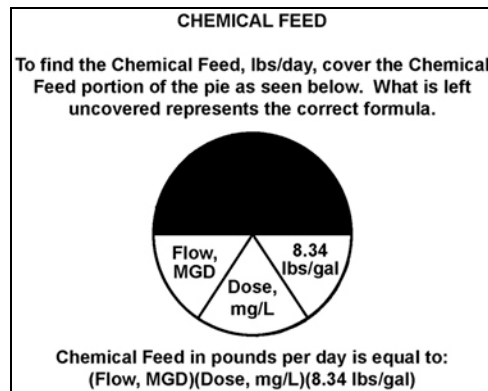 CHEMICAL FEED
To find the Chemical Feed, lbs/day, cover the Chemical
Feed portion of the pie as seen below. What is left
uncovered represents the correct formula.
Flow,
MGD
Dose,
mg/L
8.34
lbs/gal
Chemical Feed in pounds per day is equal to:
(Flow, MGD)(Dose, mg/L)(8.34 lbs/gal)